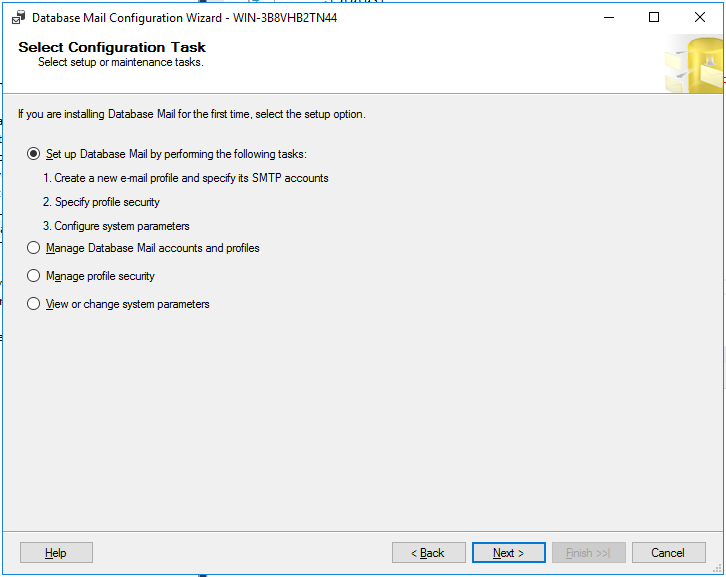 Database Mail Configuration Wizard - WIN-3B8VHB2TN44
Select Configuration Task
Select setup or maintenance tasks.
If you are installing Database Mail for the first time, select the setup option.
Set up Database Mail by performing the following tasks:
1. Create a new e-mail profile and specify its SMTP accounts
2. Specify profile security
3. Configure system parameters
Manage Database Mail accounts and profiles
Manage profile security
View or change system parameters
Help
< Back
Next >
Finish >>|
Cancel